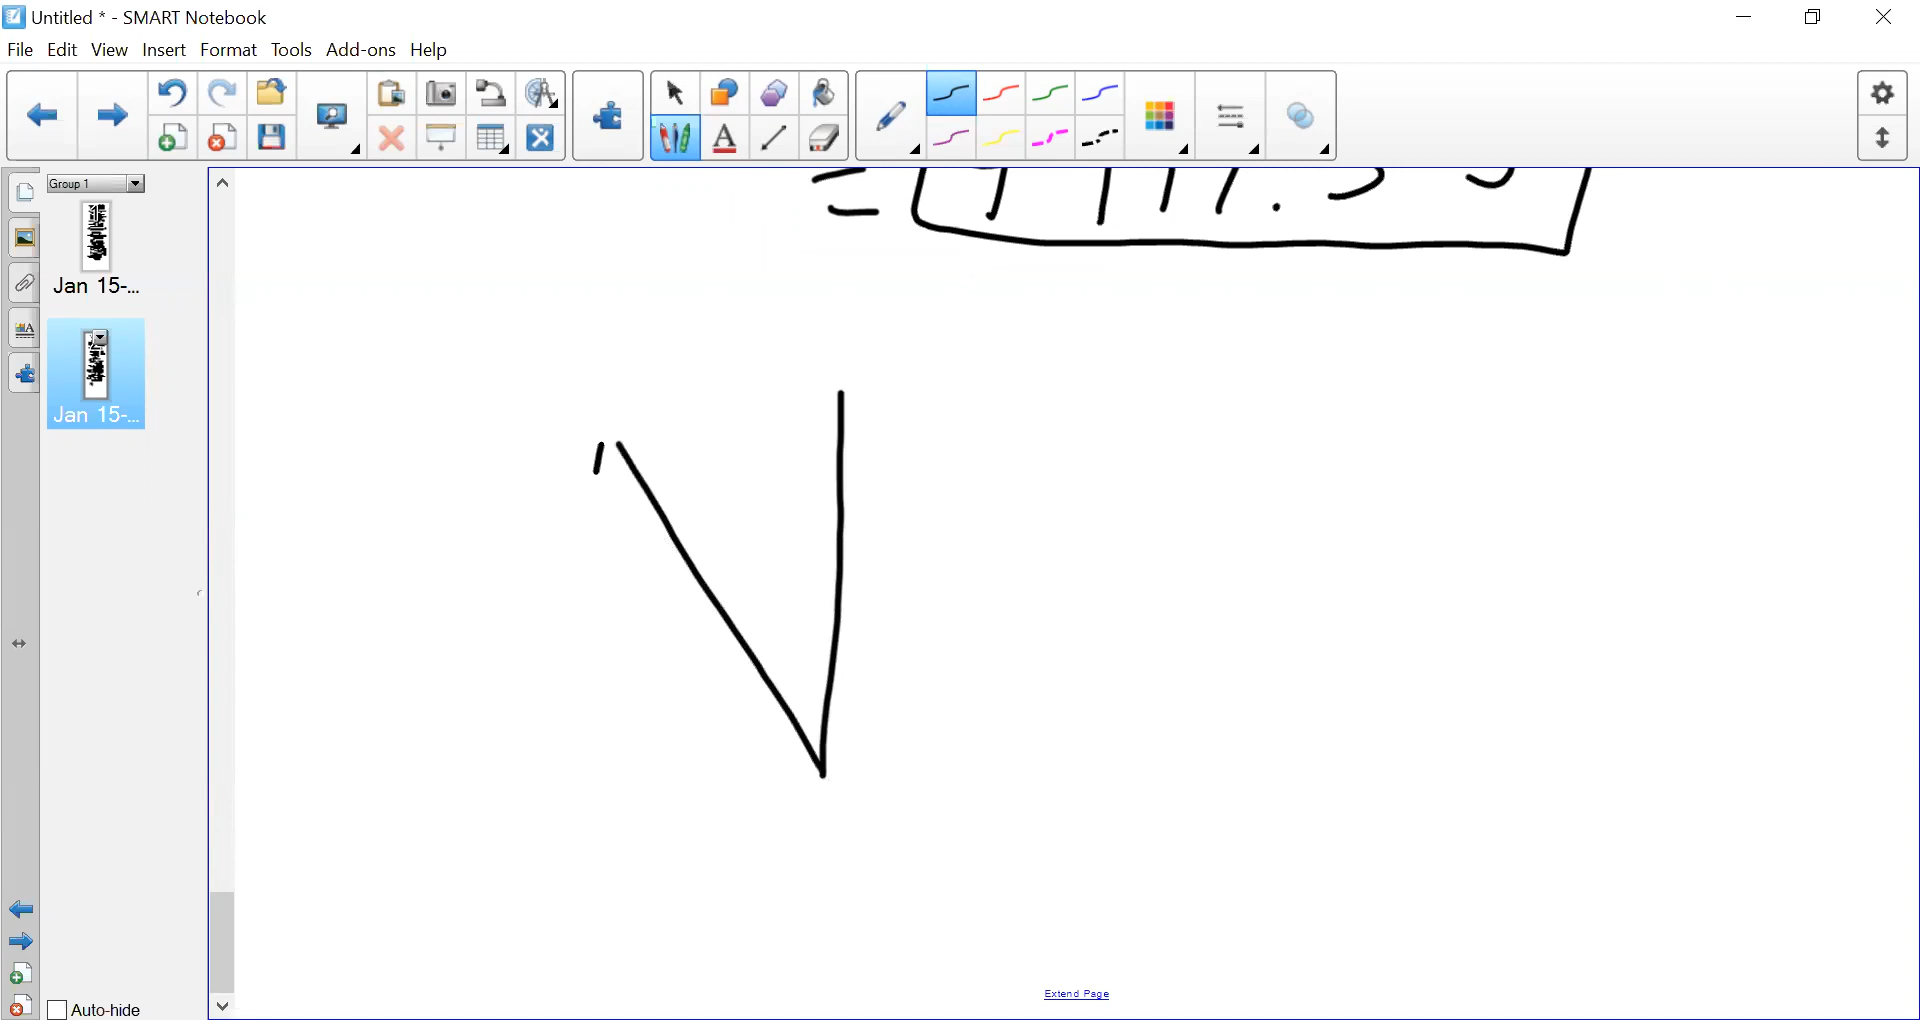 Untitled * - SMART Notebook
File Edit View Insert Format Tools Add-ons Help
Group 1
Jan 15-...
Jan 15-...
=
Auto-hide
Extend Page